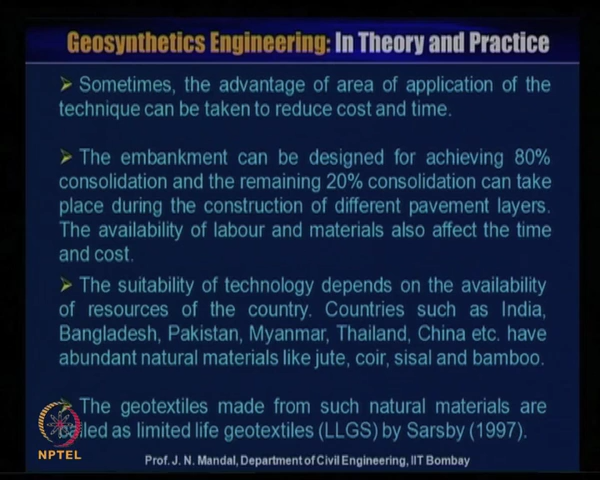 Geosynthetics Engineering: In Theory and Practice
➢ Sometimes, the advantage of area of application of the
technique can be taken to reduce cost and time.
➢ The embankment can be designed for achieving 80%
consolidation and the remaining 20% consolidation can take
place during the construction of different pavement layers.
The availability of labour and materials also affect the time
and cost.
➢ The suitability of technology depends on the availability
of resources of the country. Countries such as India,
Bangladesh, Pakistan, Myanmar, Thailand, China etc. have
abundant natural materials like jute, coir, sisal and bamboo.
➢ The geotextiles made from such natural materials are
called as limited life geotextiles (LLGS) by Sarsby (1997).
NPTEL
Prof. J. N. Mandal, Department of Civil Engineering, IIT Bombay